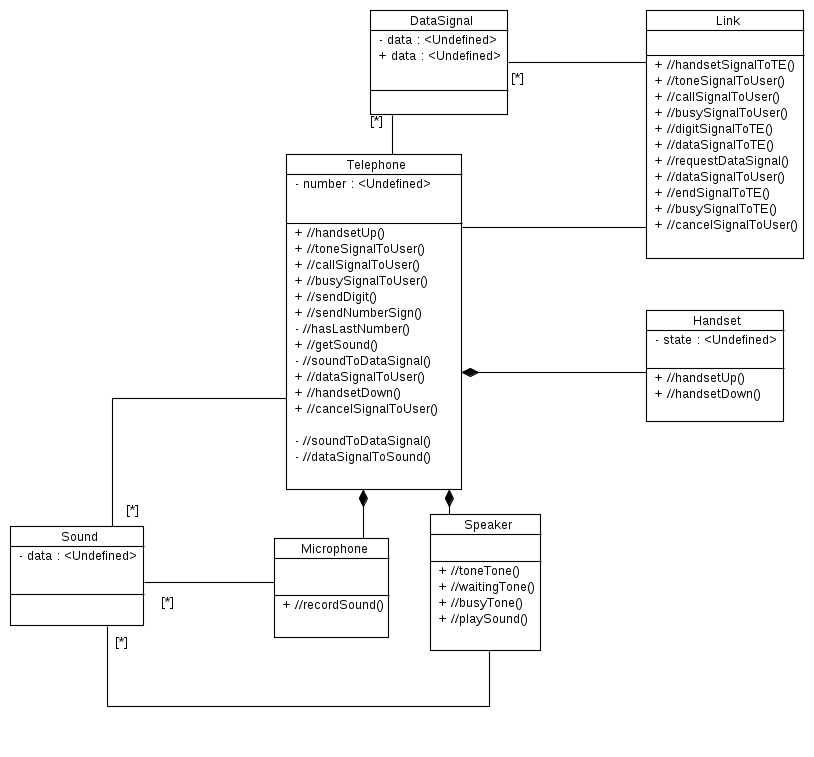 DataSignal
- data : <Undefined>
+ data : <Undefined>
[*]
[*]
Link
+ //handsetSignalToTE()
+ //toneSignalToUser()
+ //callSignalToUser()
+ //busySignalToUser()
+ //digitSignalToTE()
+ //dataSignalToTE()
+ //requestDataSignal()
+ //dataSignalToUser()
+ //endSignalToTE()
+ //busySignalToTE()
+ //cancelSignalToUser()
Telephone
- number : <Undefined>
+ //handsetUp()
+ //toneSignalToUser()
+ //callSignalToUser()
+ //busySignalToUser()
+ //sendDigit()
+ //sendNumberSign()
- //hasLastNumber()
+ //getSound()
- //soundToDataSignal()
+ //dataSignalToUser()
+ //handsetDown()
+ //cancelSignalToUser()
- //soundToDataSignal()
- //dataSignalToSound()
Handset
- state : <Undefined>
+ //handsetUp()
+ //handsetDown()
[*]
Sound
- data : <Undefined>
[*]
[*]
Microphone
+ //recordSound()
Speaker
+ //toneTone()
+ //waitingTone()
+ //busyTone()
+ //playSound()